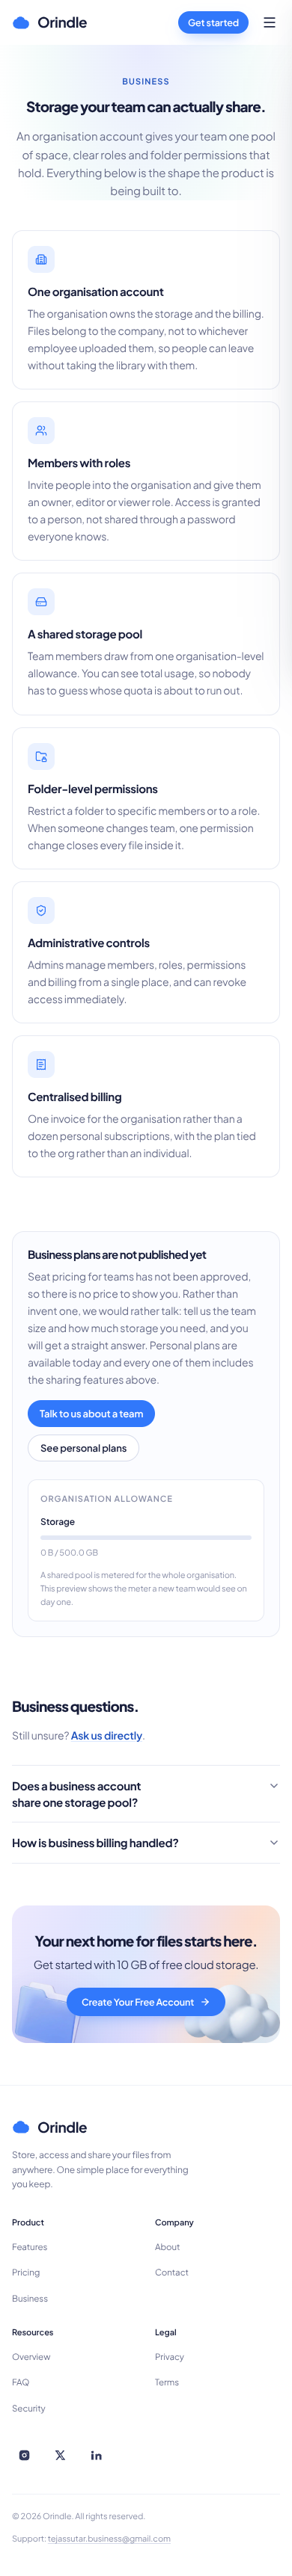 Orindle
Get started
BUSINESS
Storage your team can actually share.
An organisation account gives your team one pool
of space, clear roles and folder permissions that
hold. Everything below is the shape the product is
being built to.
One organisation account
The organisation owns the storage and the billing.
Files belong to the company, not to whichever
employee uploaded them, so people can leave
without taking the library with them.
Members with roles
Invite people into the organisation and give them
an owner, editor or viewer role. Access is granted
to a person, not shared through a password
everyone knows.
A shared storage pool
Team members draw from one organisation-level
allowance. You can see total usage, so nobody
has to guess whose quota is about to run out.
Folder-level permissions
Restrict a folder to specific members or to a role.
When someone changes team, one permission
change closes every file inside it.
Administrative controls
Admins manage members, roles, permissions
and billing from a single place, and can revoke
access immediately.
Centralised billing
One invoice for the organisation rather than a
dozen personal subscriptions, with the plan tied
to the org rather than an individual.
Business plans are not published yet
Seat pricing for teams has not been approved,
so there is no price to show you. Rather than
invent one, we would rather talk: tell us the team
size and how much storage you need, and you
will get a straight answer. Personal plans are
available today and every one of them includes
the sharing features above.
Talk to us about a team
See personal plans
ORGANISATION ALLOWANCE
Storage
0 B / 500.0 GB
A shared pool is metered for the whole organisation.
This preview shows the meter a new team would see on
day one.
Business questions.
Still unsure? Ask us directly.
Does a business account
share one storage pool?
How is business billing handled?
Your next home for files starts here.
Get started with 10 GB of free cloud storage.
Create Your Free Account
Orindle
Store, access and share your files from
anywhere. One simple place for everything
you keep.
Product
Company
Features
About
Pricing
Contact
Business
Resources
Legal
Overview
Privacy
FAQ
Terms
Security
© 2026 Orindle. All rights reserved.
Support: tejassutar.business@gmail.com